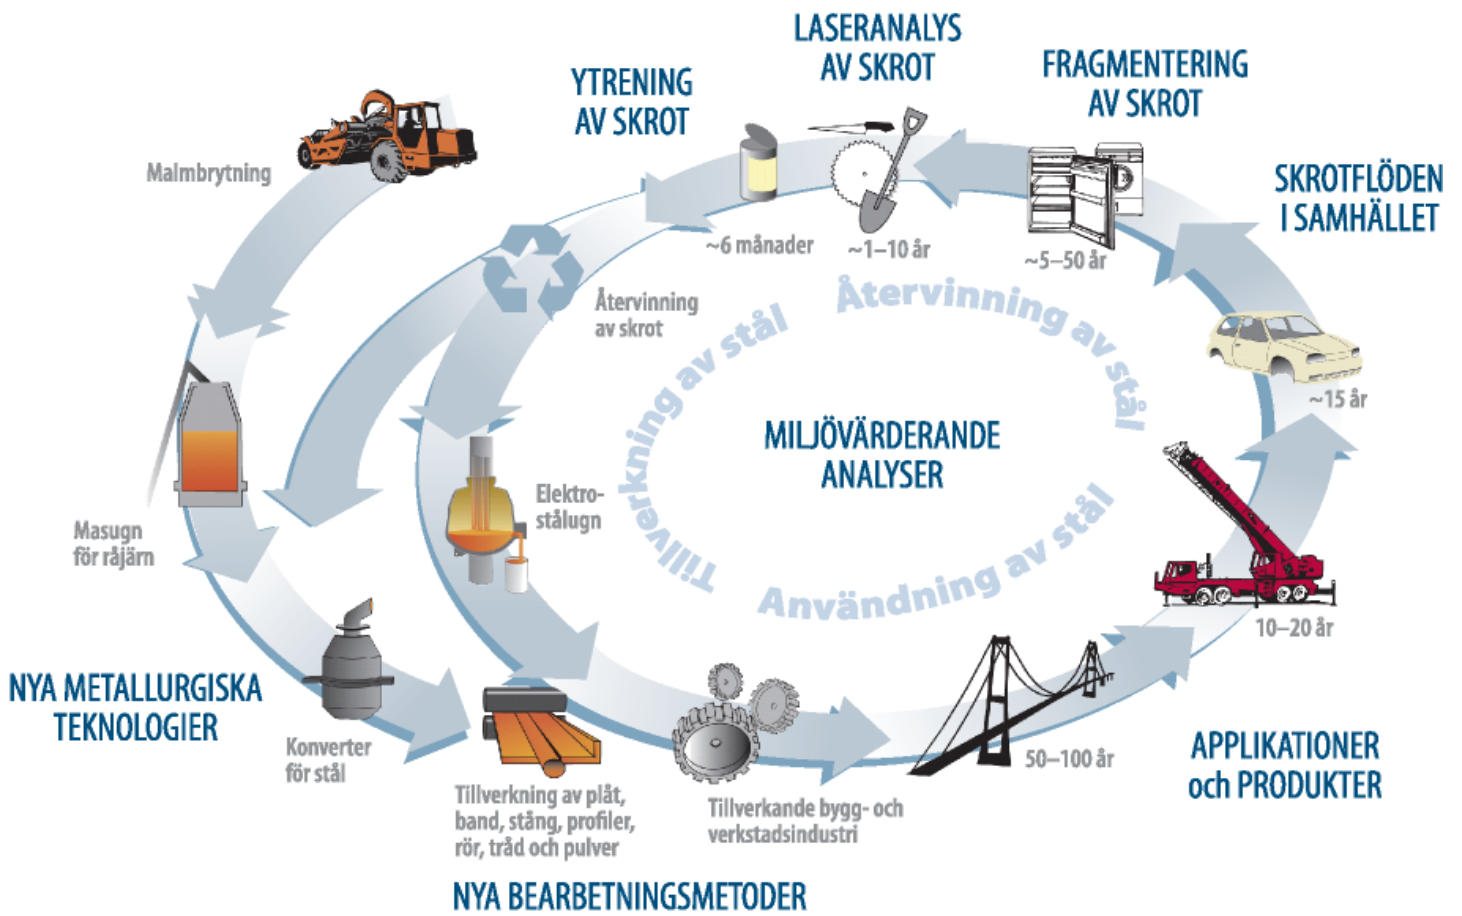 LASERANALYS
AV SKROT
YTRENING
AV SKROT
FRAGMENTERING
AV SKROT
SKROTFLÖDEN
I SAMHÄLLET
Malmbrytning
~6 månader
~1–10 år
~5–50 år
~15 år
10–20 år
50–100 år
Återvinning
av skrot
Återvinning av stål
Tillverkning av stål
Användning av stål
MILJÖVÄRDERANDE
ANALYSER
Elektro-
stålugn
Masugn
för råjärn
NYA METALLURGISKA
TEKNOLOGIER
Konverter
för stål
Tillverkning av plåt,
band, stång, profiler,
rör, tråd och pulver
Tillverkande bygg- och
verkstadsindustri
APPLIKATIONER
och PRODUKTER
NYA BEARBETNINGSMETODER